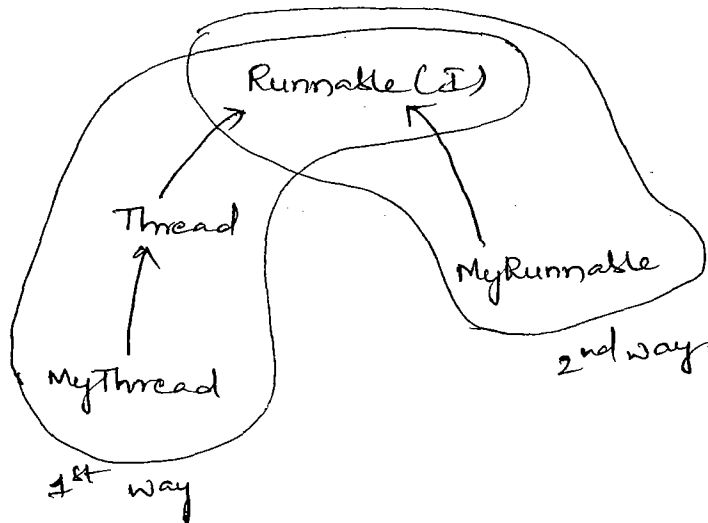 Runnable (I)
Thread
MyRunnable
MyThread
2nd way
1st way